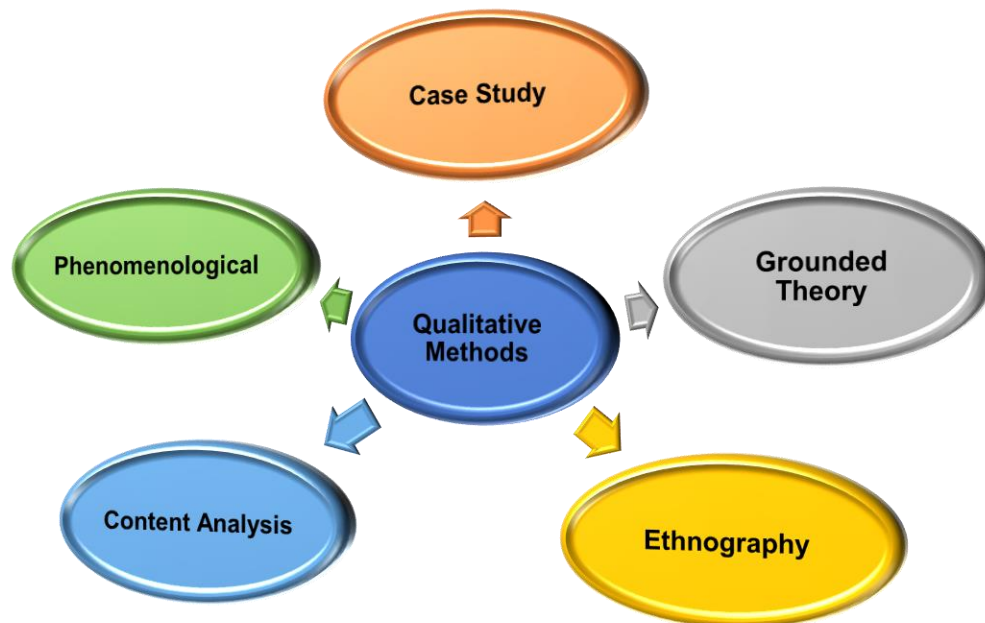 Case Study
Phenomenological
Grounded
Theory
Qualitative
Methods
Content Analysis
Ethnography